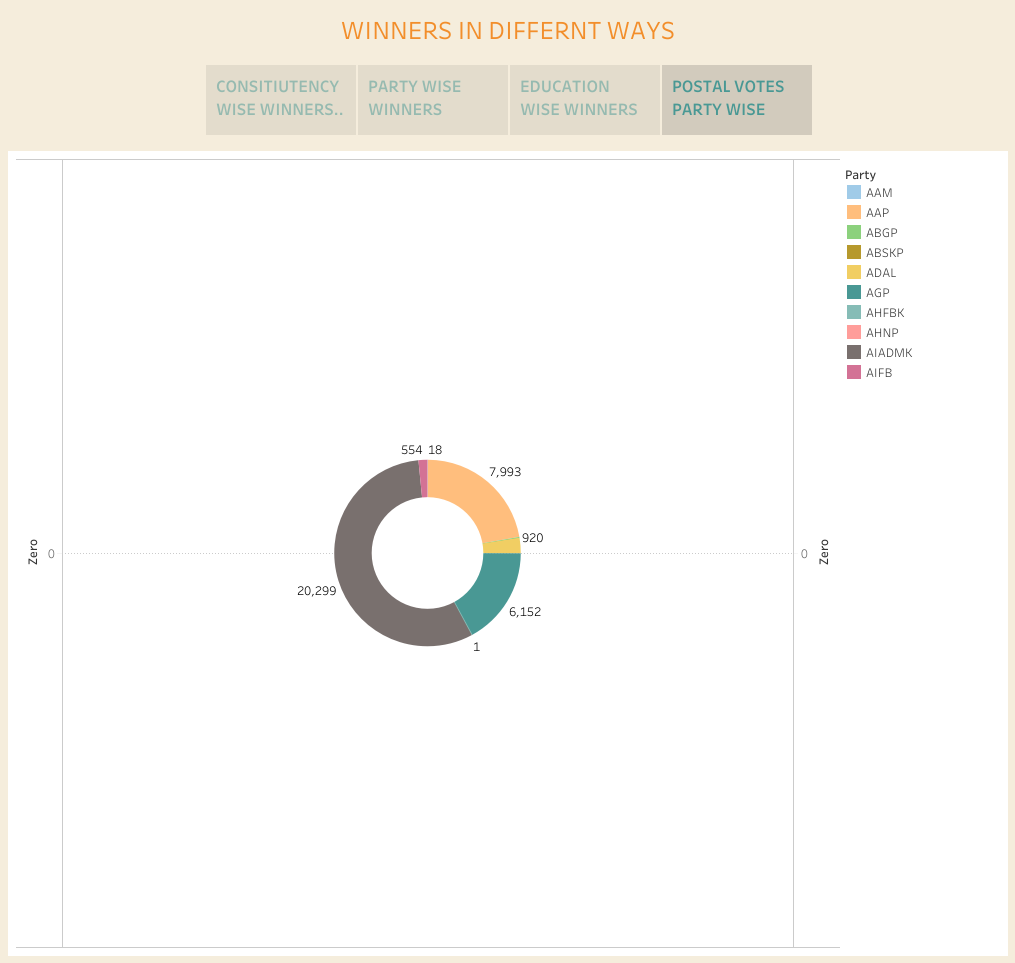 WINNERS IN DIFFERNT WAYS
CONSITIUTENCY
WISE WINNERS..
PARTY WISE
WINNERS
EDUCATION
WISE WINNERS
POSTAL VOTES
PARTY WISE
Party
AAM
AAP
ABGP
ABSKP
ADAL
AGP
AHFBK
AHNP
AIADMK
AIFB
554
18
7,993
920
6,152
1
20,299
Zero
0
0
Zero